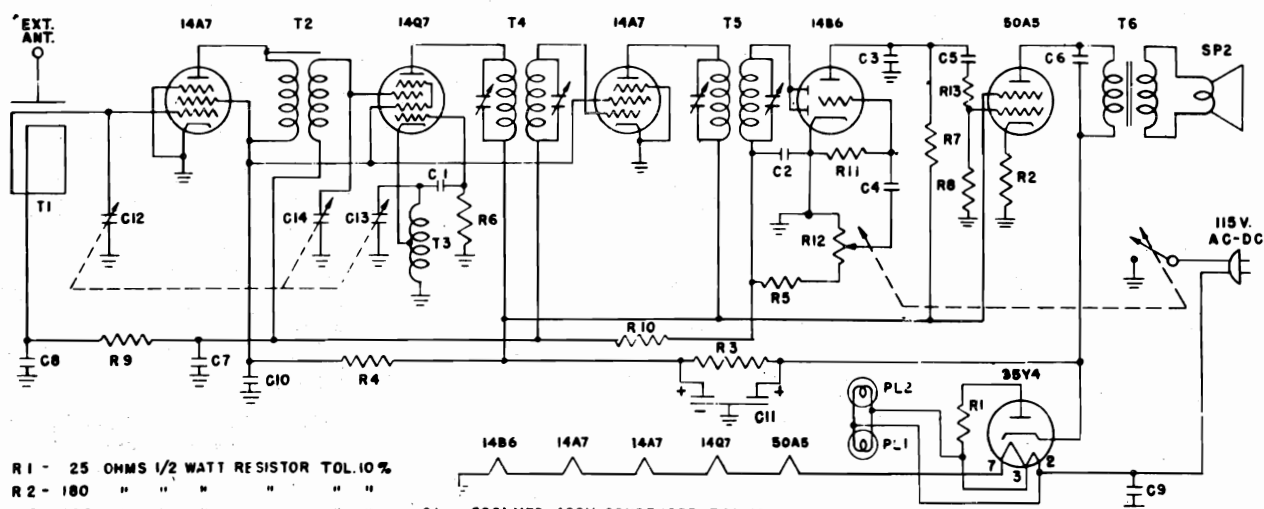 EXT. ANT.
14A7 T2 14Q7 T4 14A7 T5 14B6 50A5 T6
SP2
C3 C5 C6
R13
T1 C12 C14 C13 C1 R6 T3
C2 R11 C4 R7 R8 R2
R12
R5
115V.
AC-DC
C8 R9 C7 C10 R4 R10 R3
+ + C11
PL2
PL1
R1 35Y4
7 3 2
C9
14B6 14A7 14A7 14Q7 50A5
R1 - 25 OHMS 1/2 WATT RESISTOR TOL.10%
R2 - 180 " " " " " "